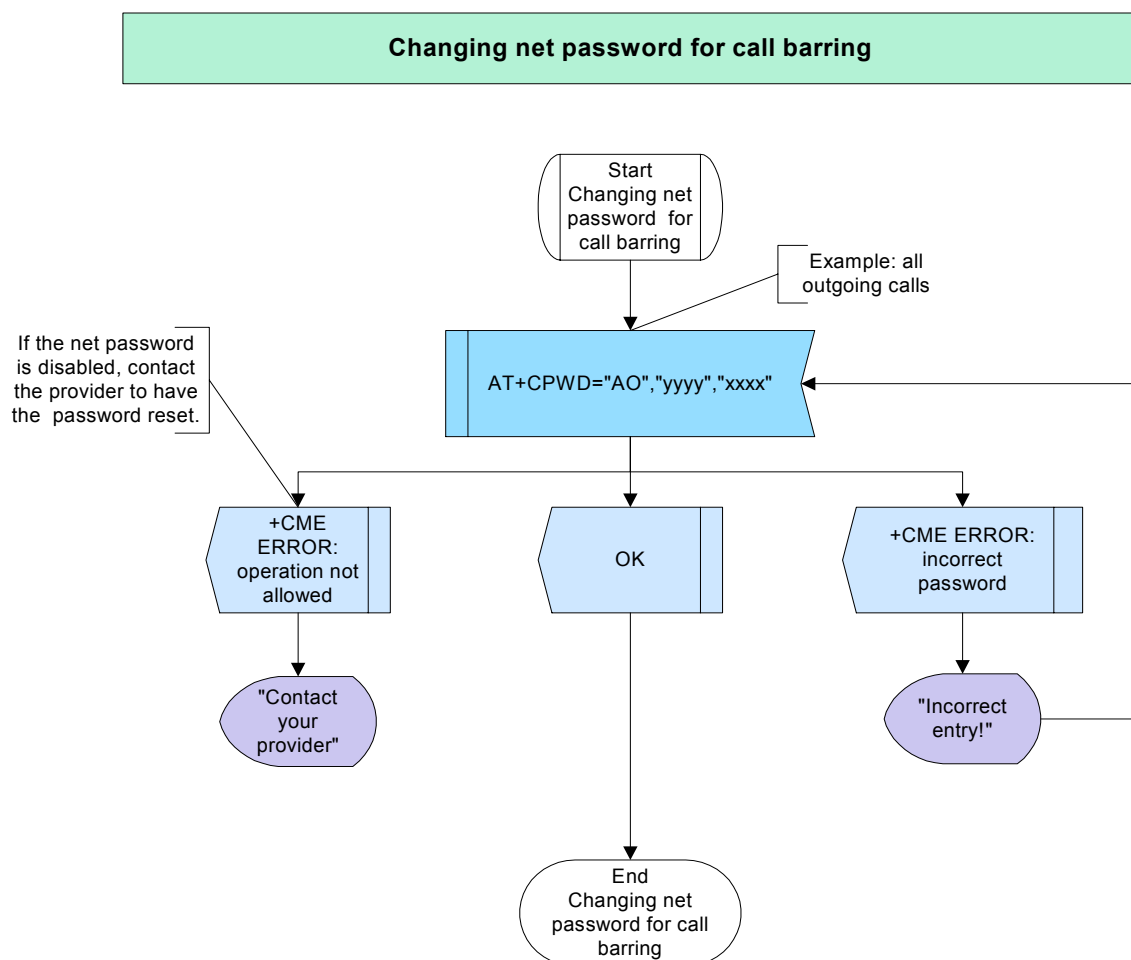 Changing net password for call barring
Start
Changing net
password for
call barring
Example: all
outgoing calls
If the net password
is disabled, contact
the provider to have
the password reset.
AT+CPWD="AO","yyyy","xxxx"
+CME
ERROR:
operation not
allowed
OK
+CME ERROR:
incorrect
password
"Contact
your
provider"
"Incorrect
entry!"
End
Changing net
password for call
barring